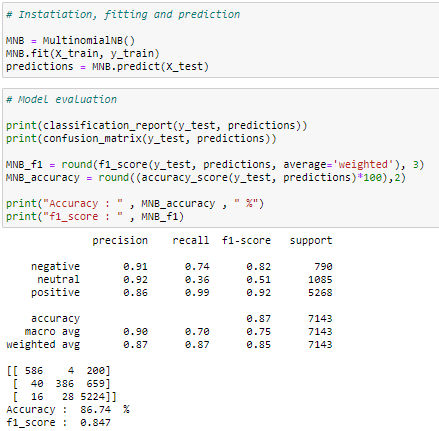 # Instatiation, fitting and prediction
MNB = MultinomialNB()
MNB.fit(X_train, y_train)
predictions = MNB.predict(X_test)
# Model evaluation
print(classification_report(y_test, predictions))
print(confusion_matrix(y_test, predictions))
MNB_f1 = round(f1_score(y_test, predictions, average='weighted'), 3)
MNB_accuracy = round((accuracy_score(y_test, predictions)*100),2)
print("Accuracy : " , MNB_accuracy , " %")
print("f1_score : " , MNB_f1)
precision recall f1-score support
negative 0.91 0.74 0.82 790
neutral 0.92 0.36 0.51 1085
positive 0.86 0.99 0.92 5268
accuracy 0.87 7143
macro avg 0.90 0.70 0.75 7143
weighted avg 0.87 0.87 0.85 7143
[[ 586 4 200]
[ 40 386 659]
[ 16 28 5224]]
Accuracy : 86.74 %
f1_score : 0.847